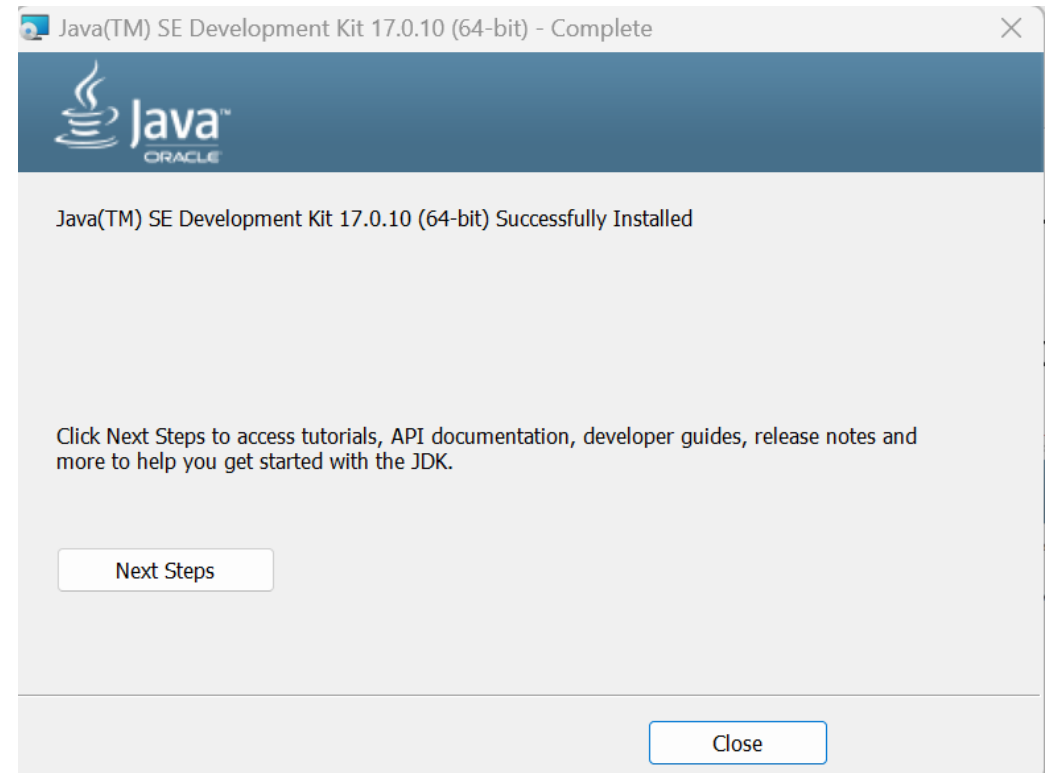 Java(TM) SE Development Kit 17.0.10 (64-bit) - Complete
Java™
ORACLE
Java(TM) SE Development Kit 17.0.10 (64-bit) Successfully Installed
Click Next Steps to access tutorials, API documentation, developer guides, release notes and
more to help you get started with the JDK.
Next Steps
Close